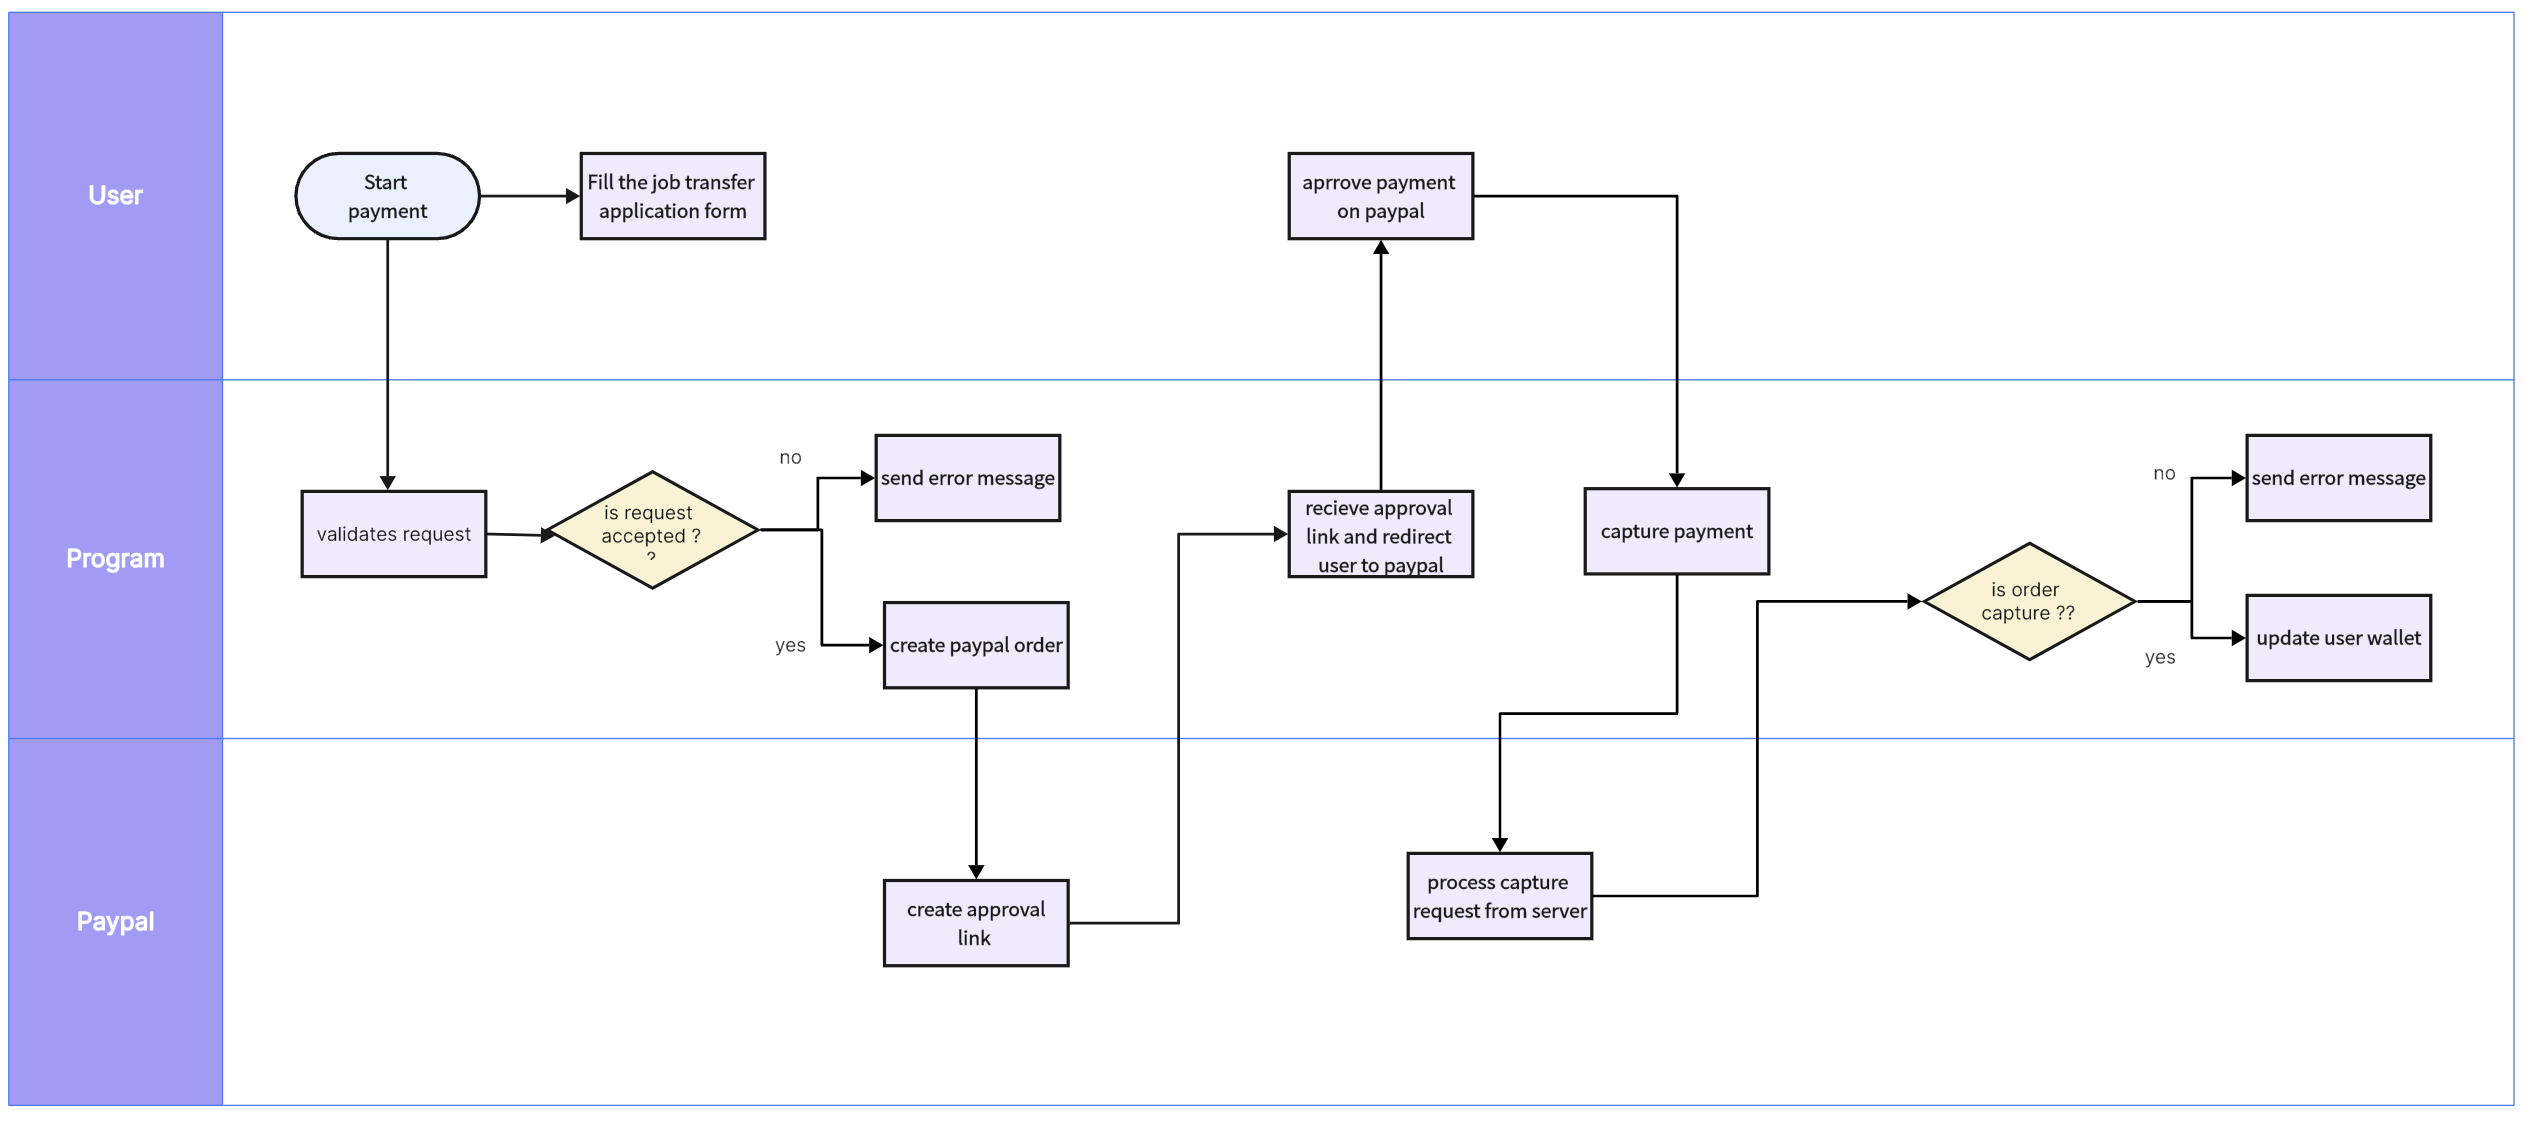 User
Start
payment
Fill the job transfer
application form
aprrove payment
on paypal
Program
validates request
is request
accepted ?
?
no
send error message
yes
create paypal order
recieve approval
link and redirect
user to paypal
capture payment
is order
capture ??
no
send error message
yes
update user wallet
Paypal
create approval
link
process capture
request from server